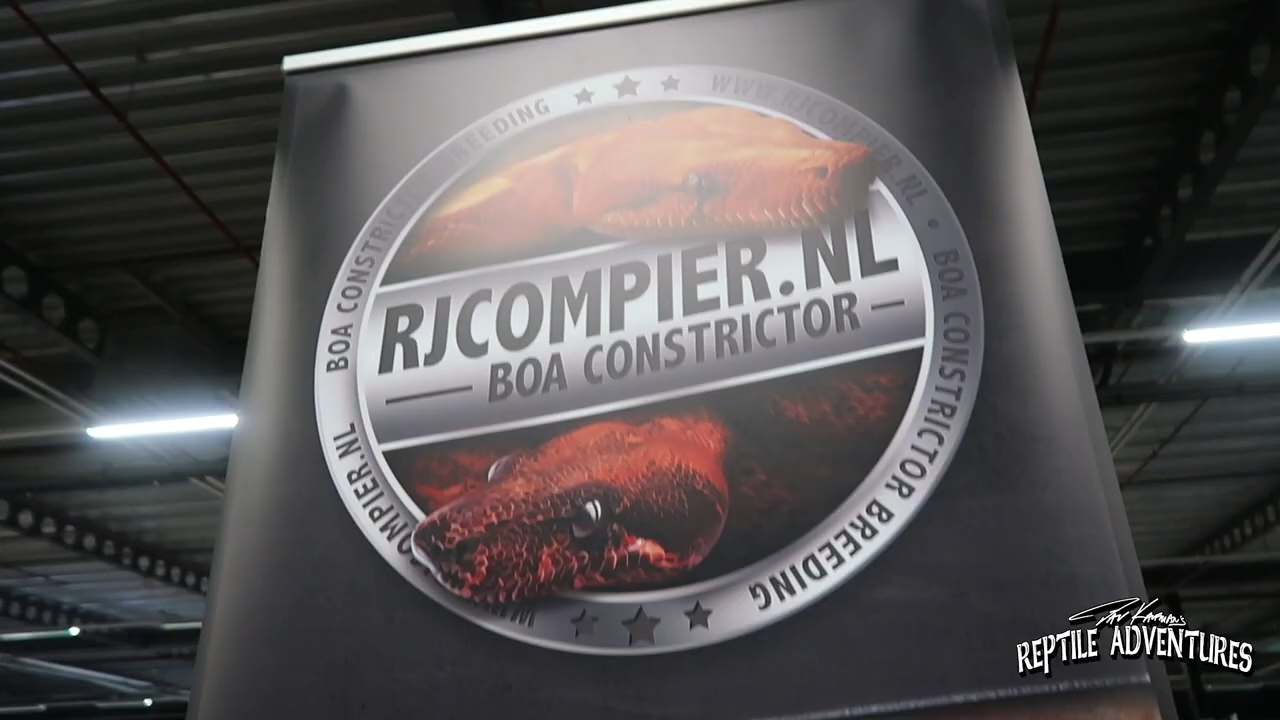 BOA CONSTRICTOR BREEDING
WWW.RJCOMPIER.NL • BOA CONSTRICTOR BREEDING
RJCOMPIER.NL
— BOA CONSTRICTOR —
REPTILE ADVENTURES